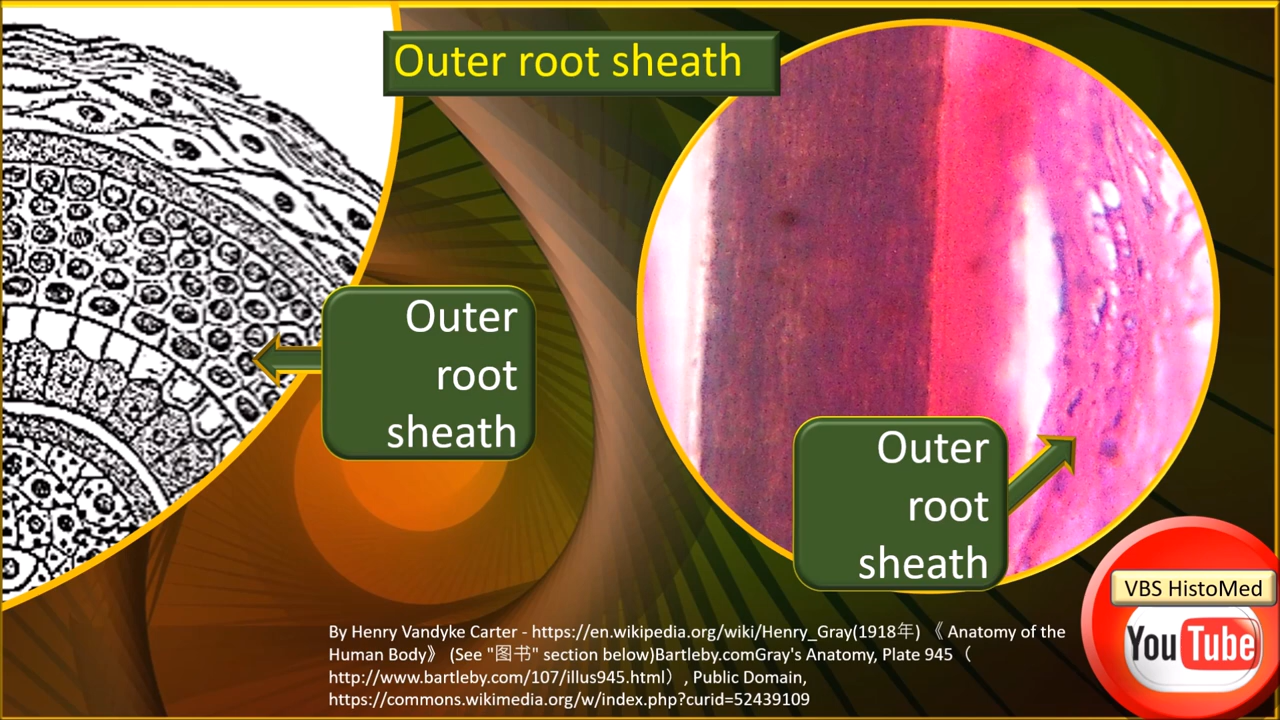 Outer root sheath
Outer
root
sheath
Outer
root
sheath
VBS HistoMed
YouTube
By Henry Vandyke Carter - https://en.wikipedia.org/wiki/Henry_Gray(1918年) 《 Anatomy of the
Human Body》 (See "图书" section below)Bartleby.comGray's Anatomy, Plate 945（
http://www.bartleby.com/107/illus945.html）, Public Domain,
https://commons.wikimedia.org/w/index.php?curid=52439109